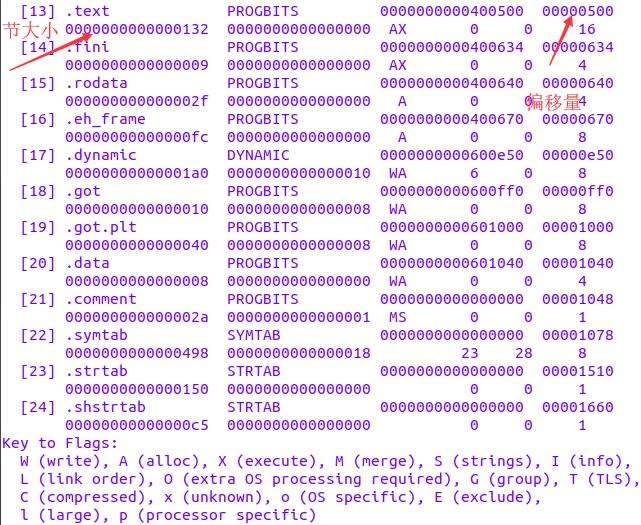 [13] .text PROGBITS 0000000000400500 00000500
节大小
0000000000000132 0000000000000000 AX 0 0 16
[14] .fini PROGBITS 0000000000400634 00000634
0000000000000009 0000000000000000 AX 0 0 4
[15] .rodata PROGBITS 0000000000400640 00000640
000000000000002f 0000000000000000 A 0 0 4
偏移量
[16] .eh_frame PROGBITS 0000000000400670 00000670
00000000000000fc 0000000000000000 A 0 0 8
[17] .dynamic DYNAMIC 0000000000600e50 00000e50
00000000000001a0 0000000000000010 WA 6 0 8
[18] .got PROGBITS 0000000000600ff0 00000ff0
0000000000000010 0000000000000008 WA 0 0 8
[19] .got.plt PROGBITS 0000000000601000 00001000
0000000000000040 0000000000000008 WA 0 0 8
[20] .data PROGBITS 0000000000601040 00001040
0000000000000008 0000000000000000 WA 0 0 4
[21] .comment PROGBITS 0000000000000000 00001048
000000000000002a 0000000000000001 MS 0 0 1
[22] .symtab SYMTAB 0000000000000000 00001078
0000000000000498 0000000000000018 23 28 8
[23] .strtab STRTAB 0000000000000000 00001510
0000000000000150 0000000000000000 0 0 1
[24] .shstrtab STRTAB 0000000000000000 00001660
00000000000000c5 0000000000000000 0 0 1
Key to Flags:
W (write), A (alloc), X (execute), M (merge), S (strings), I (info),
L (link order), O (extra OS processing required), G (group), T (TLS),
C (compressed), x (unknown), o (OS specific), E (exclude),
l (large), p (processor specific)